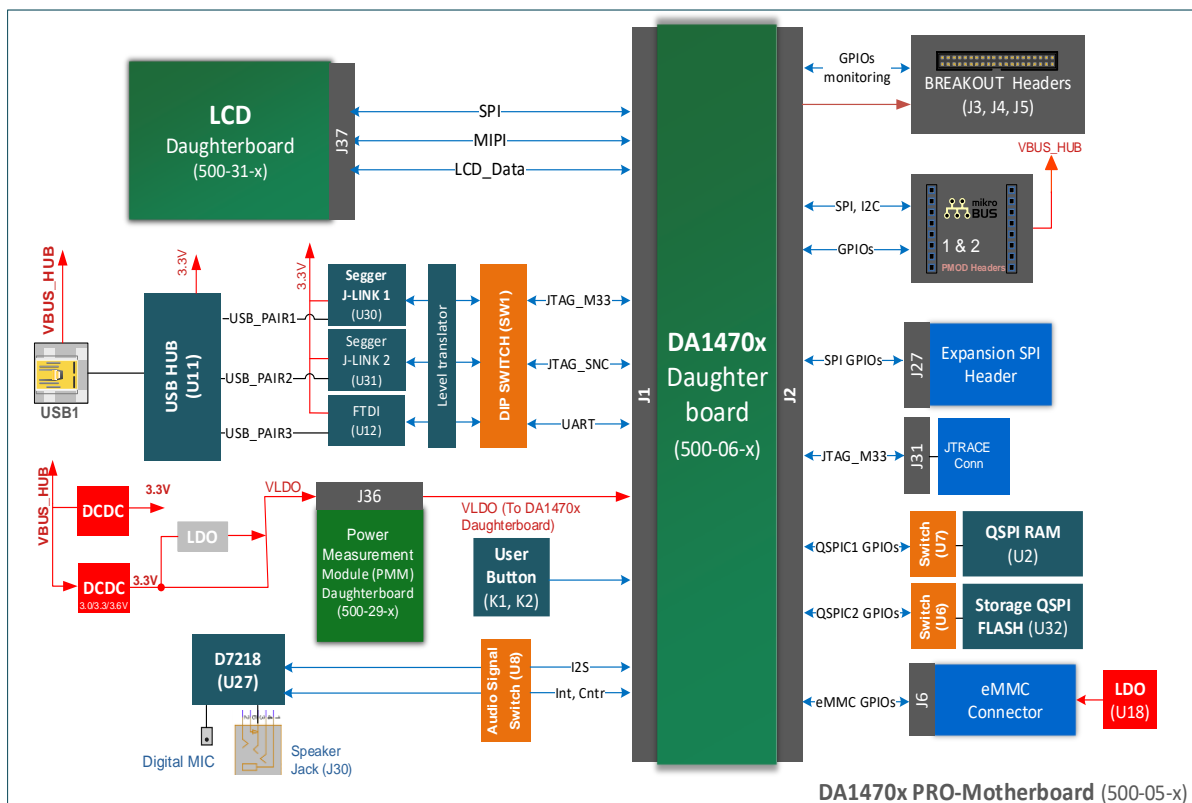 LCD
Daughterboard
(500-31-x)
J37
SPI
MIPI
LCD_Data
VBUS_HUB
USB1
3.3V
USB HUB
(U11)
USB_PAIR1
USB_PAIR2
USB_PAIR3
3.3V
Segger
J-LINK 1
(U30)
Segger
J-LINK 2
(U31)
FTDI
(U12)
Level translator
DIP SWITCH (SW1)
JTAG_M33
JTAG_SNC
UART
VBUS_HUB
DCDC
3.3V
LDO
DCDC
3.0/3.3/3.6V
3.3V
VLDO
J36
Power
Measurement
Module (PMM)
Daughterboard
(500-29-x)
VLDO (To DA1470x
Daughterboard)
User
Button
(K1, K2)
D7218
(U27)
Digital MIC
2 5 3 4 1
Speaker
Jack (J30)
Audio Signal
Switch (U8)
I2S
Int, Cntr
J1
DA1470x
Daughter
board
(500-06-x)
J2
GPIOs
monitoring
BREAKOUT Headers
(J3, J4, J5)
VBUS_HUB
SPI, I2C
GPIOs
mikro
BUS
1 & 2
PMOD Headers
SPI GPIOs
J27
Expansion SPI
Header
JTAG_M33
J31
JTRACE
Conn
QSPIC1 GPIOs
Switch
(U7)
QSPI RAM
(U2)
QSPIC2 GPIOs
Switch
(U6)
Storage QSPI
FLASH (U32)
eMMC GPIOs
J6
eMMC
Connector
LDO
(U18)
DA1470x PRO-Motherboard (500-05-x)